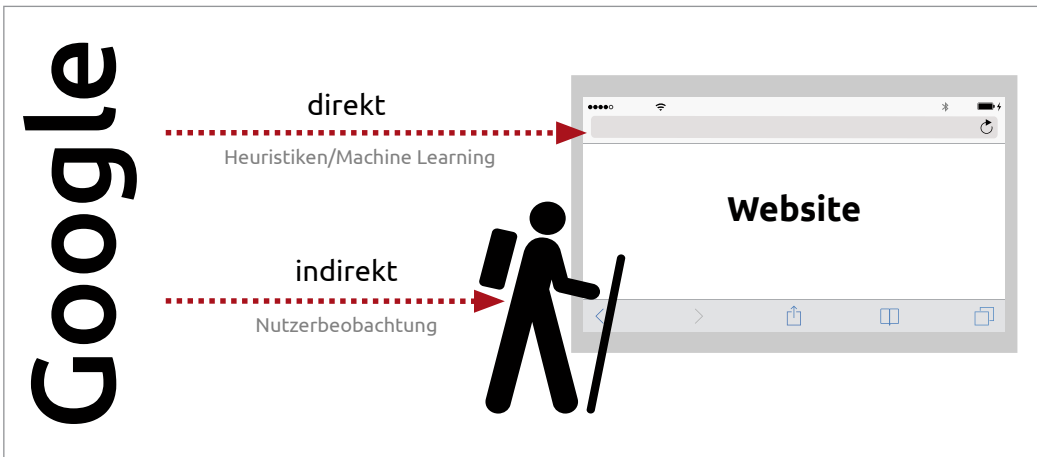 Google
direkt
Heuristiken/Machine Learning
Website
indirekt
Nutzerbeobachtung